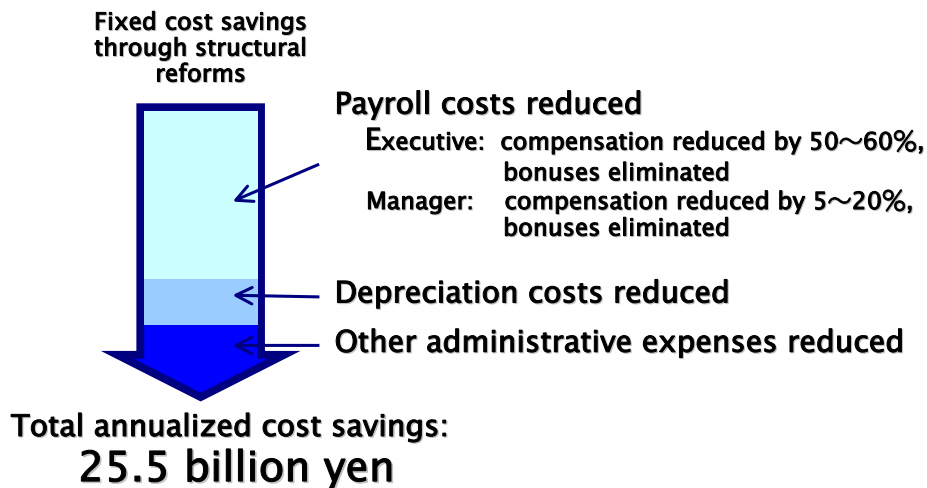 Fixed cost savings
through structural
reforms
Payroll costs reduced
Executive: compensation reduced by 50～60%,
bonuses eliminated
Manager: compensation reduced by 5～20%,
bonuses eliminated
Depreciation costs reduced
Other administrative expenses reduced
Total annualized cost savings:
25.5 billion yen